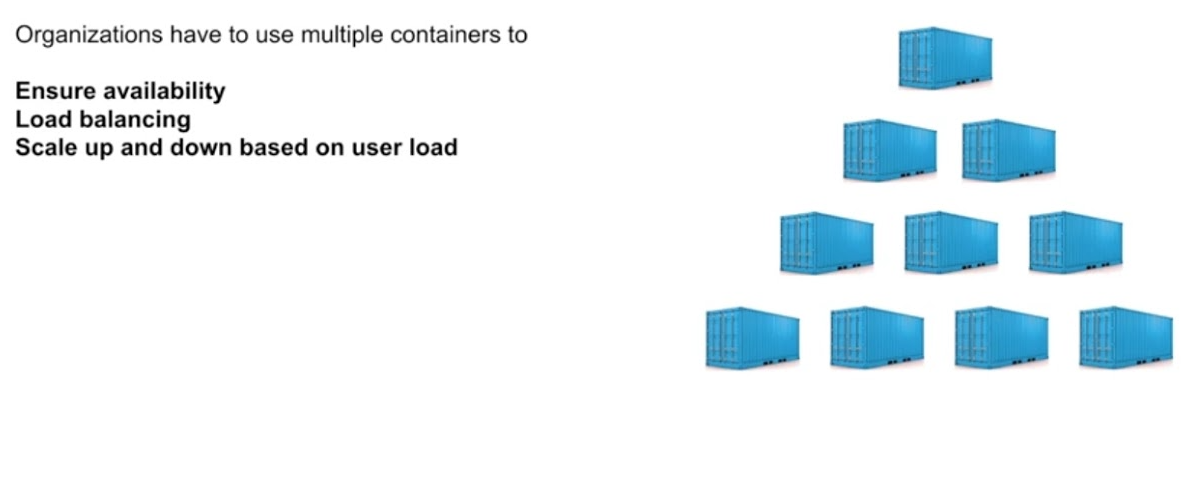 Organizations have to use multiple containers to
Ensure availability
Load balancing
Scale up and down based on user load